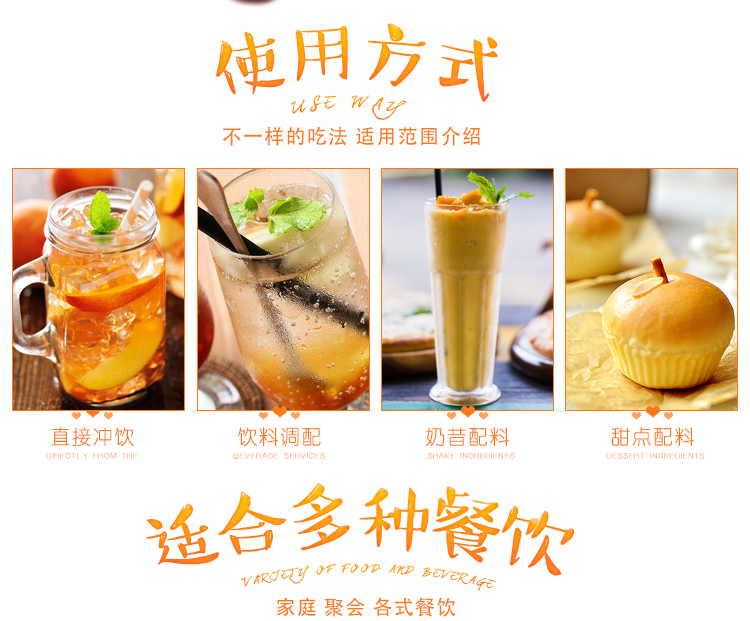 使用方式
USE WAY
不一样的吃法 适用范围介绍
直接冲饮
DIRECTLY FROM THE
饮料调配
BEVERAGE SERVICES
奶昔配料
SHAKE INGREDIENTS
甜点配料
DESSERT INGREDIENTS
适合多种餐饮
VARIETY OF FOOD AND BEVERAGE
家庭 聚会 各式餐饮